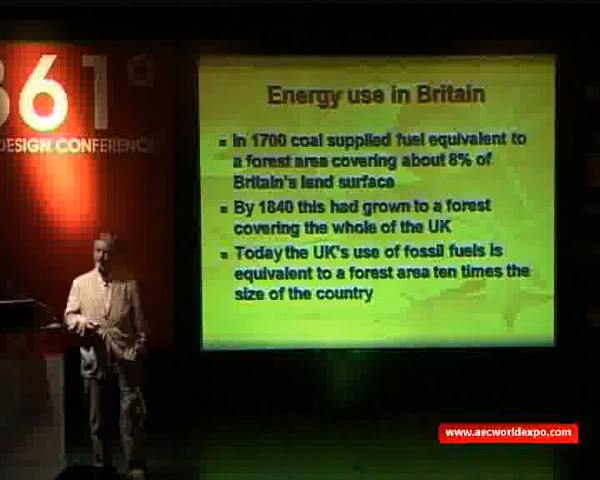 361°
DESIGN CONFERENCE
Energy use in Britain
In 1700 coal supplied fuel equivalent to
a forest area covering about 8% of
Britain's land surface
By 1840 this had grown to a forest
covering the whole of the UK
Today the UK's use of fossil fuels is
equivalent to a forest area ten times the
size of the country
www.aecworldexpo.com